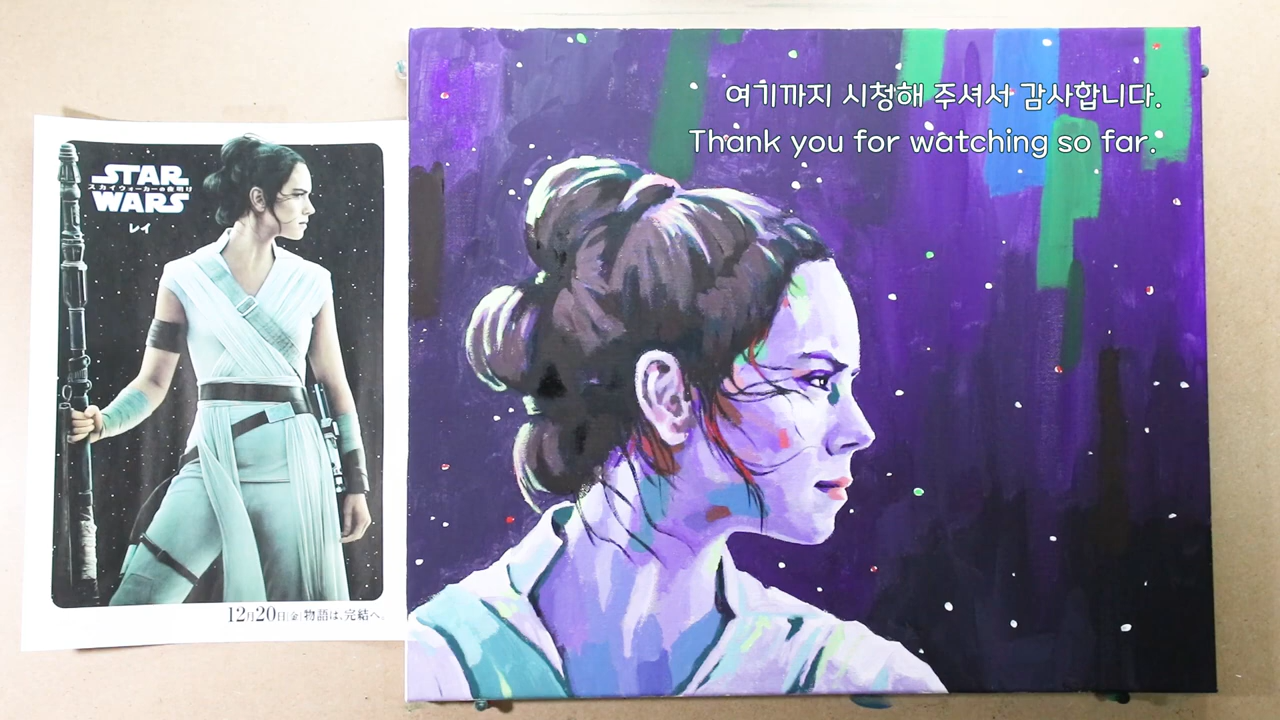 여기까지 시청해 주셔서 감사합니다.
Thank you for watching so far.
STAR
スカイウォーカーの夜明け
WARS
レイ
12月20日(金)物語は、完結へ。